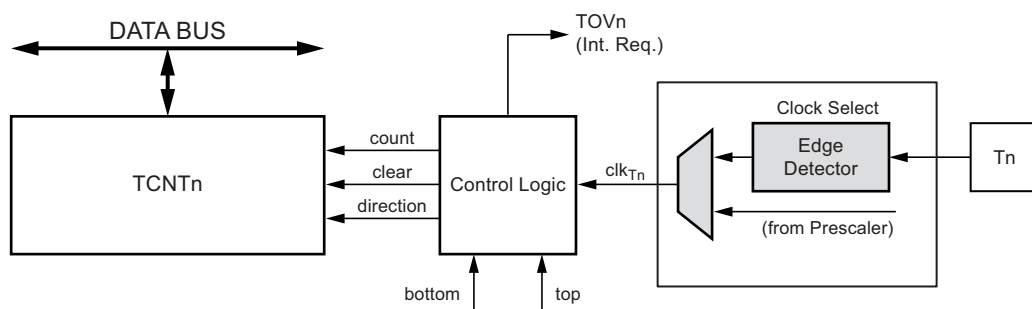 DATA BUS
TOVn
(Int. Req.)
TCNTn
count
clear
direction
Control Logic
clkTn
Clock Select
Edge
Detector
Tn
(from Prescaler)
bottom
top